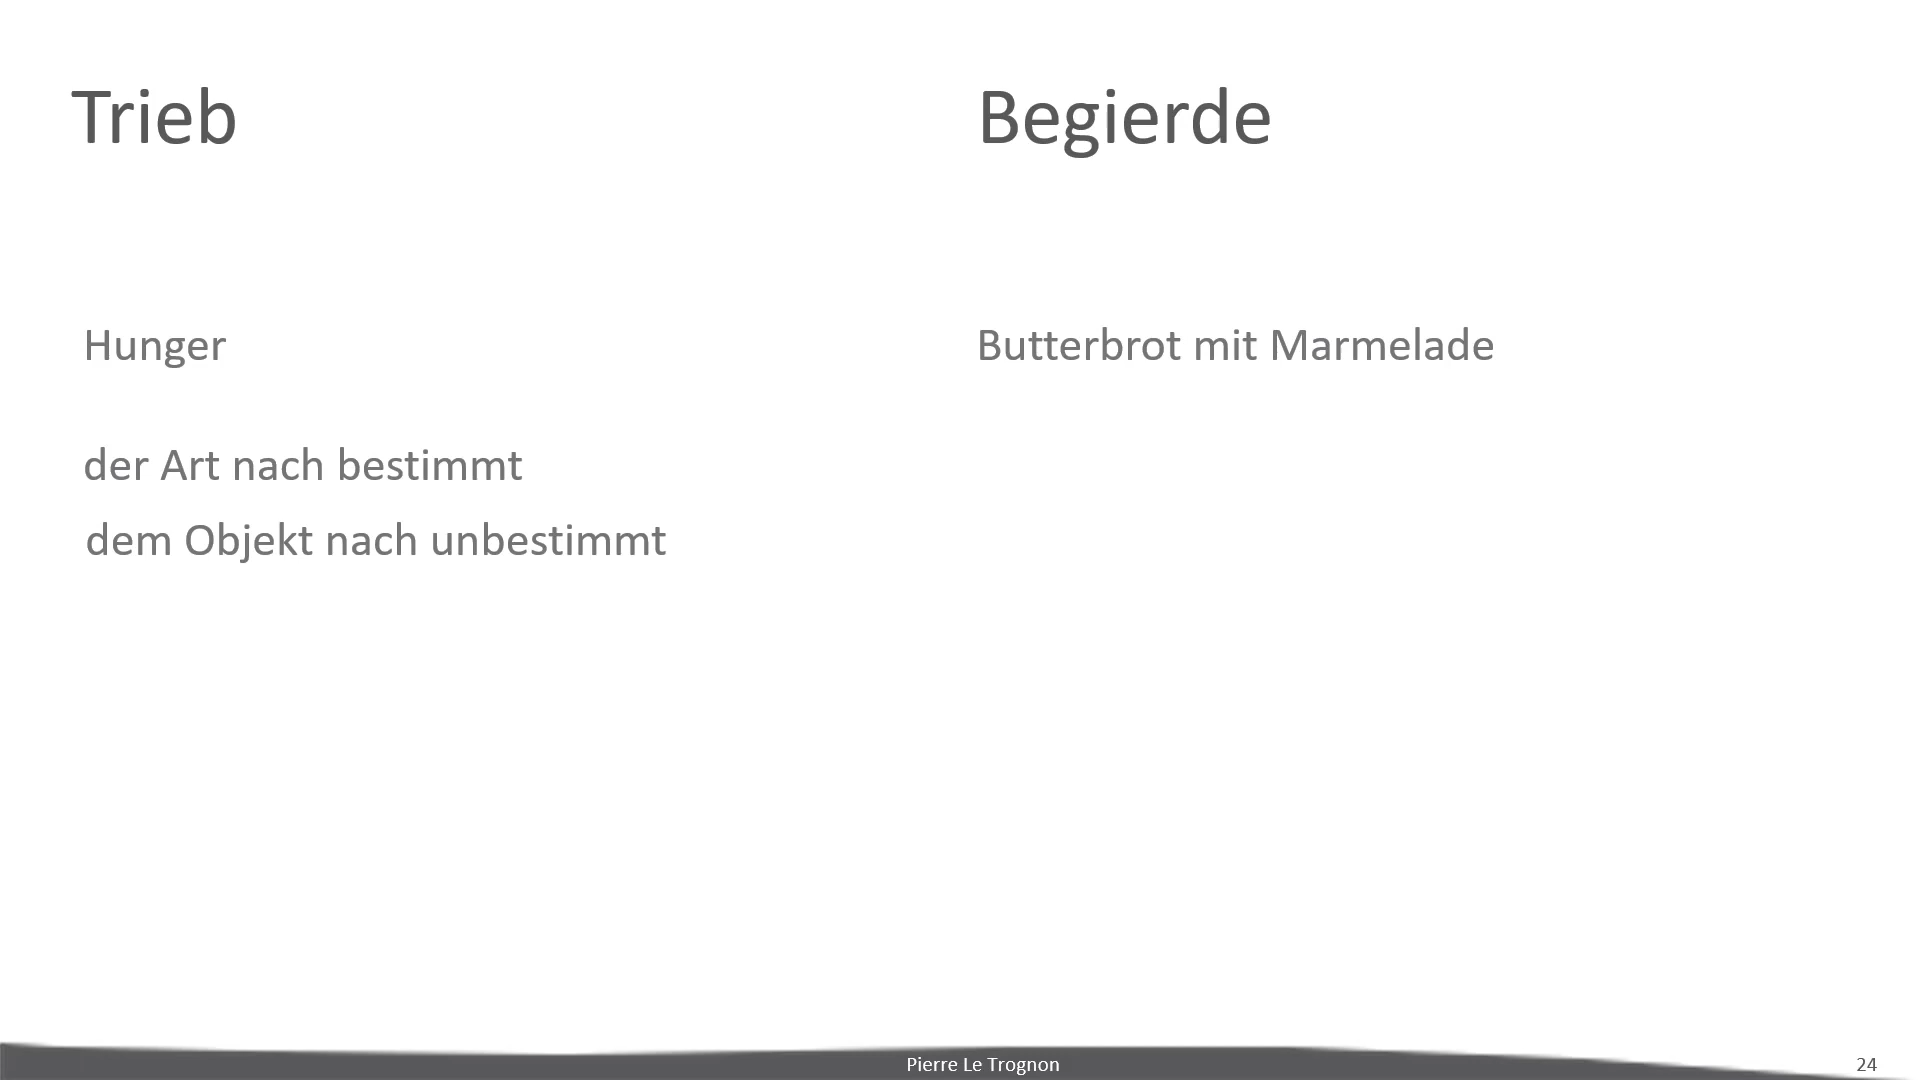 Trieb
Begierde
Hunger
Butterbrot mit Marmelade
der Art nach bestimmt
dem Objekt nach unbestimmt
Pierre Le Trognon
24